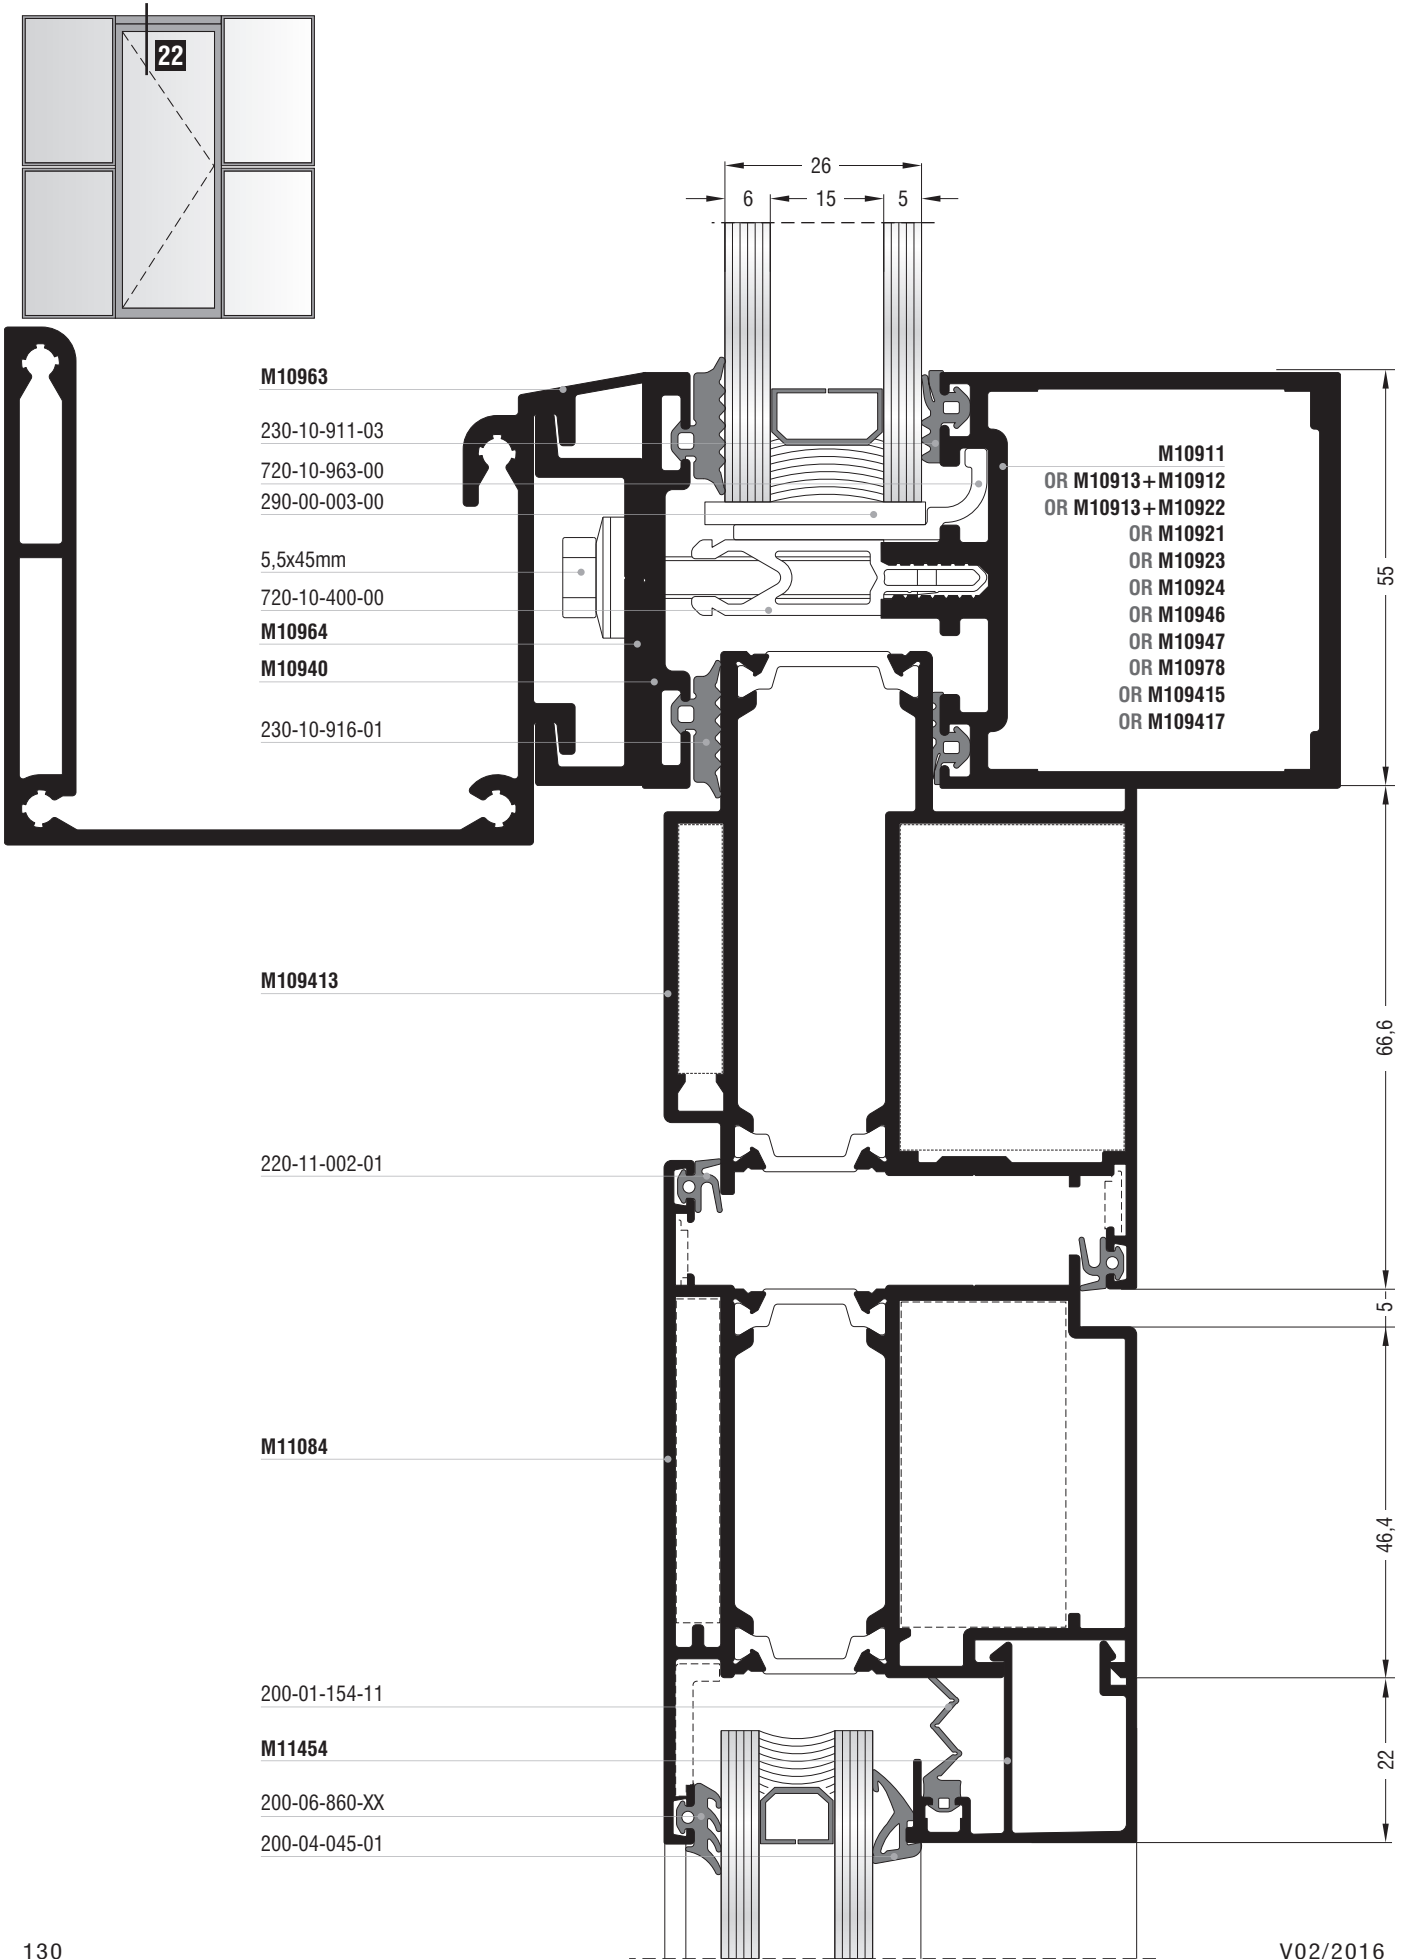 22
26
6
15
5
M10963
230-10-911-03
720-10-963-00
290-00-003-00
5,5x45mm
720-10-400-00
M10964
M10940
230-10-916-01
M10911
OR M10913+M10912
OR M10913+M10922
OR M10921
OR M10923
OR M10924
OR M10946
OR M10947
OR M10978
OR M109415
OR M109417
55
M109413
66,6
220-11-002-01
5
M11084
46,4
200-01-154-11
M11454
22
200-06-860-XX
200-04-045-01
130
V02/2016